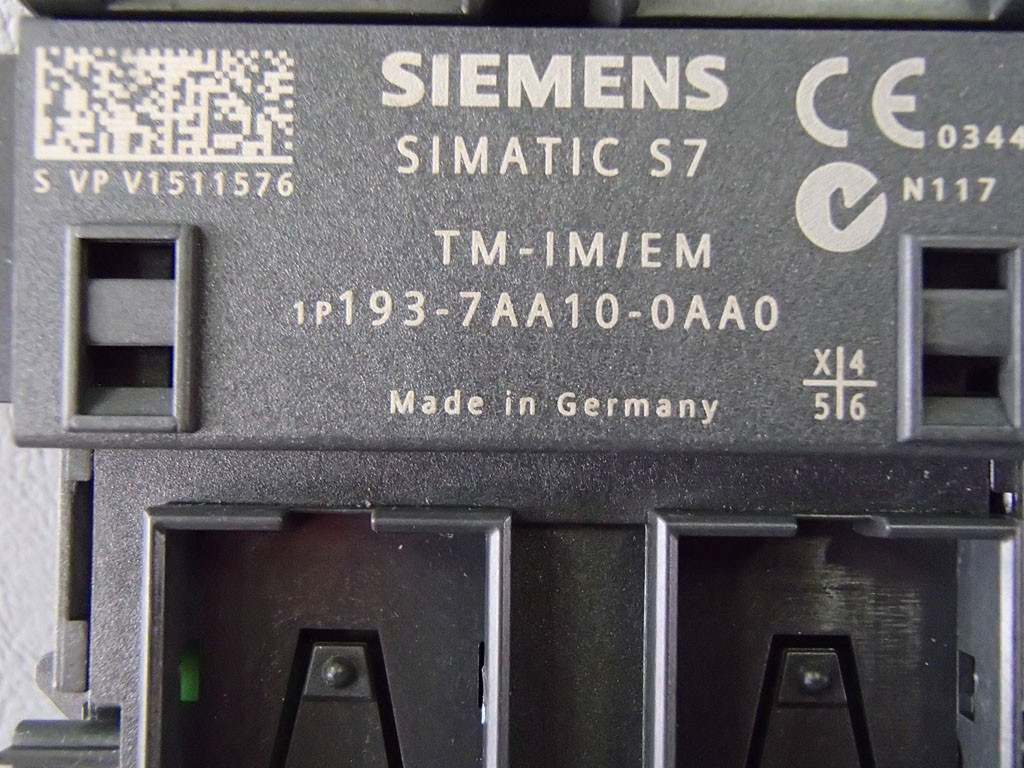 SIEMENS
SIMATIC S7
S VP V1511576
CE 0344
N117
TM-IM/EM
1P193-7AA10-0AA0
X 4
5 6
Made in Germany